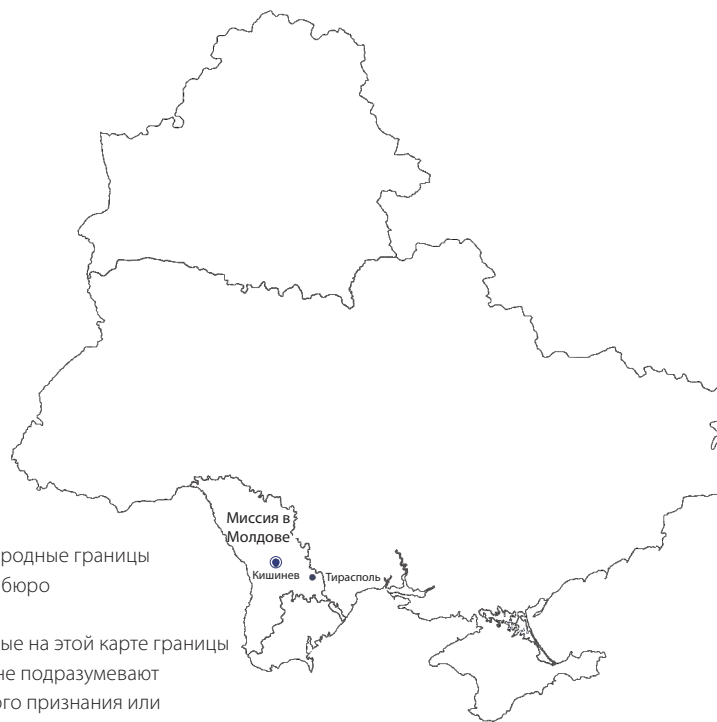 Миссия в
Молдове
Кишинев
Тирасполь
родные границы
бюро
ые на этой карте границы
не подразумевают
ого признания или